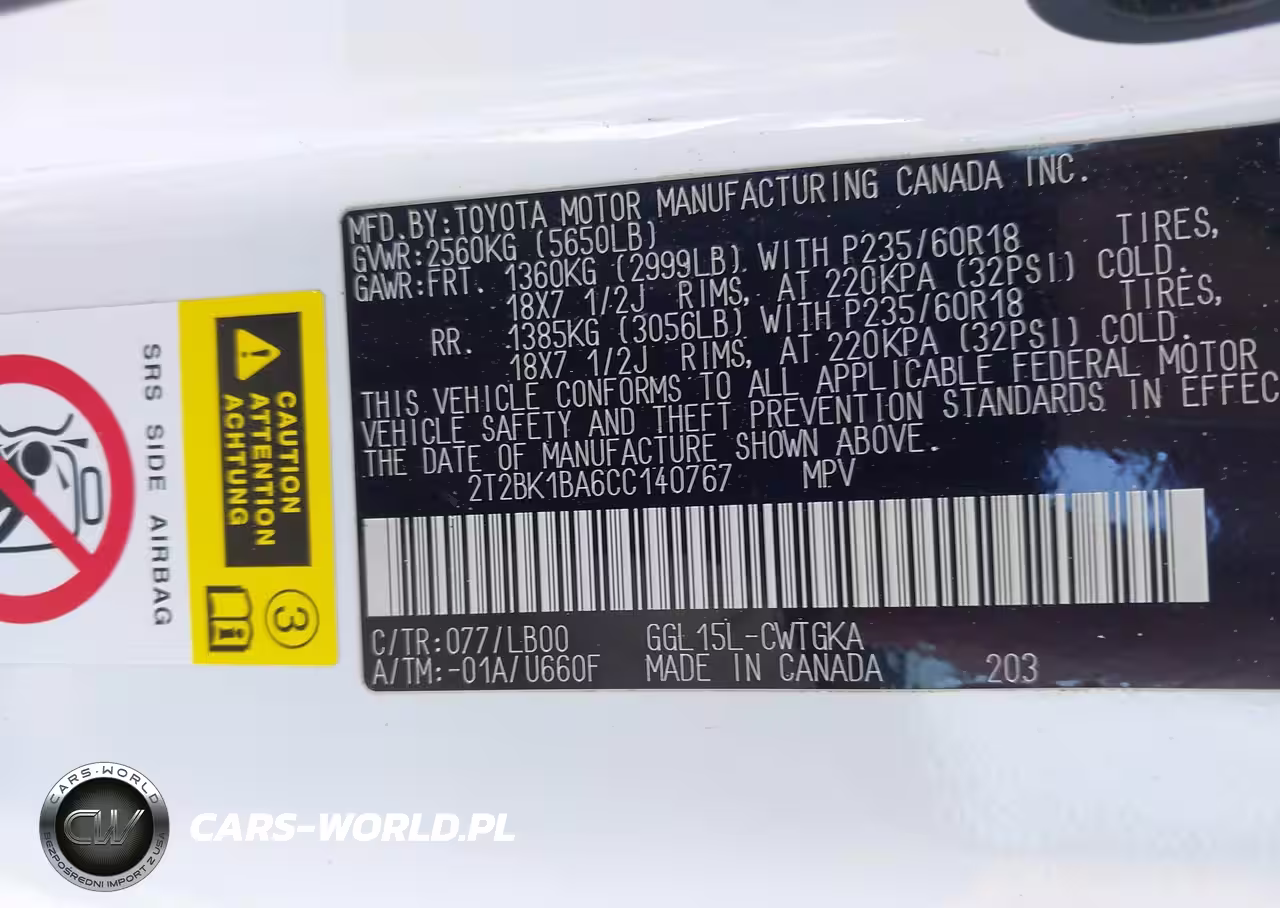 MFD.BY:TOYOTA MOTOR MANUFACTURING CANADA INC.
GVWR:2560KG (5650LB)
GAWR:FRT. 1360KG (2999LB) WITH P235/60R18 TIRES,
18X7 1/2J RIMS, AT 220KPA (32PSI) COLD.
RR. 1385KG (3056LB) WITH P235/60R18 TIRES,
18X7 1/2J RIMS, AT 220KPA (32PSI) COLD.
THIS VEHICLE CONFORMS TO ALL APPLICABLE FEDERAL MOTOR
VEHICLE SAFETY AND THEFT PREVENTION STANDARDS IN EFFEC
THE DATE OF MANUFACTURE SHOWN ABOVE.
2T2BK1BA6CC140767 MPV
C/TR:077/LB00 GGL15L-CWTGKA
A/TM:-01A/U660F MADE IN CANADA 203
CAUTION
ATTENTION
ACHTUNG
3
i
SRS SIDE AIRBAG
CARS-WORLD
CW
BEZPOŚREDNI IMPORT Z USA
CARS-WORLD.PL